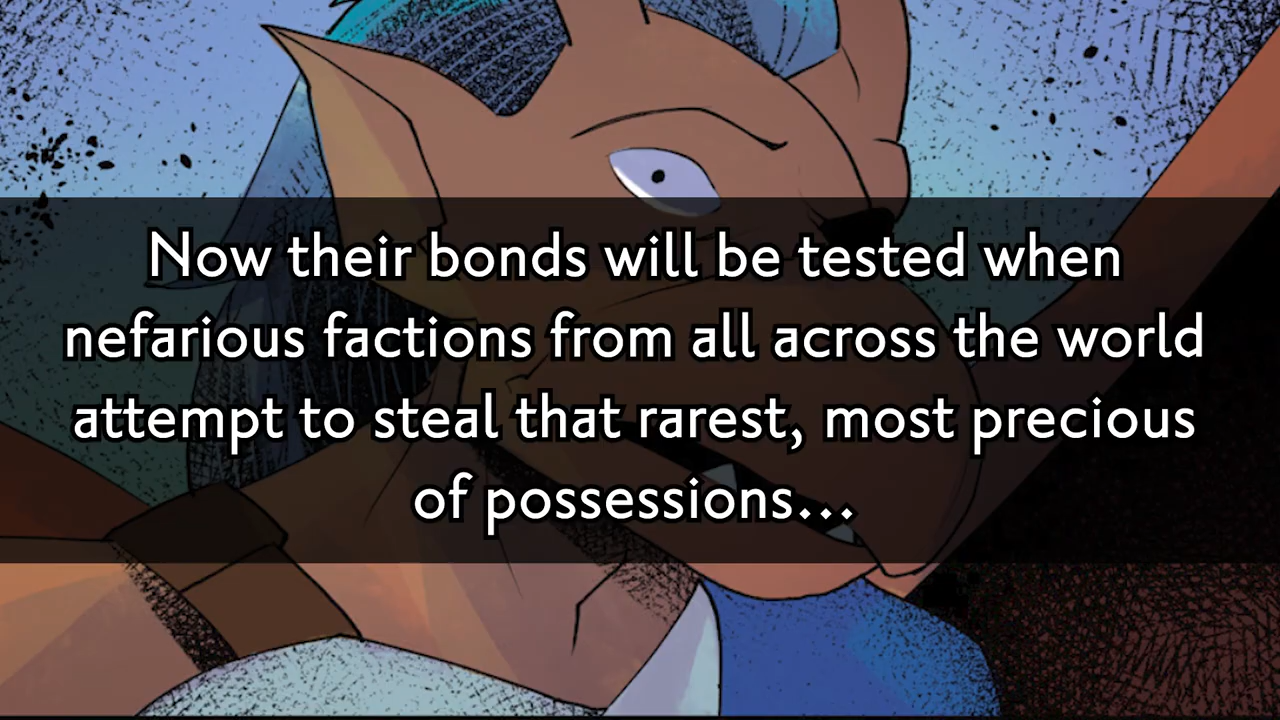 Now their bonds will be tested when
nefarious factions from all across the world
attempt to steal that rarest, most precious
of possessions…